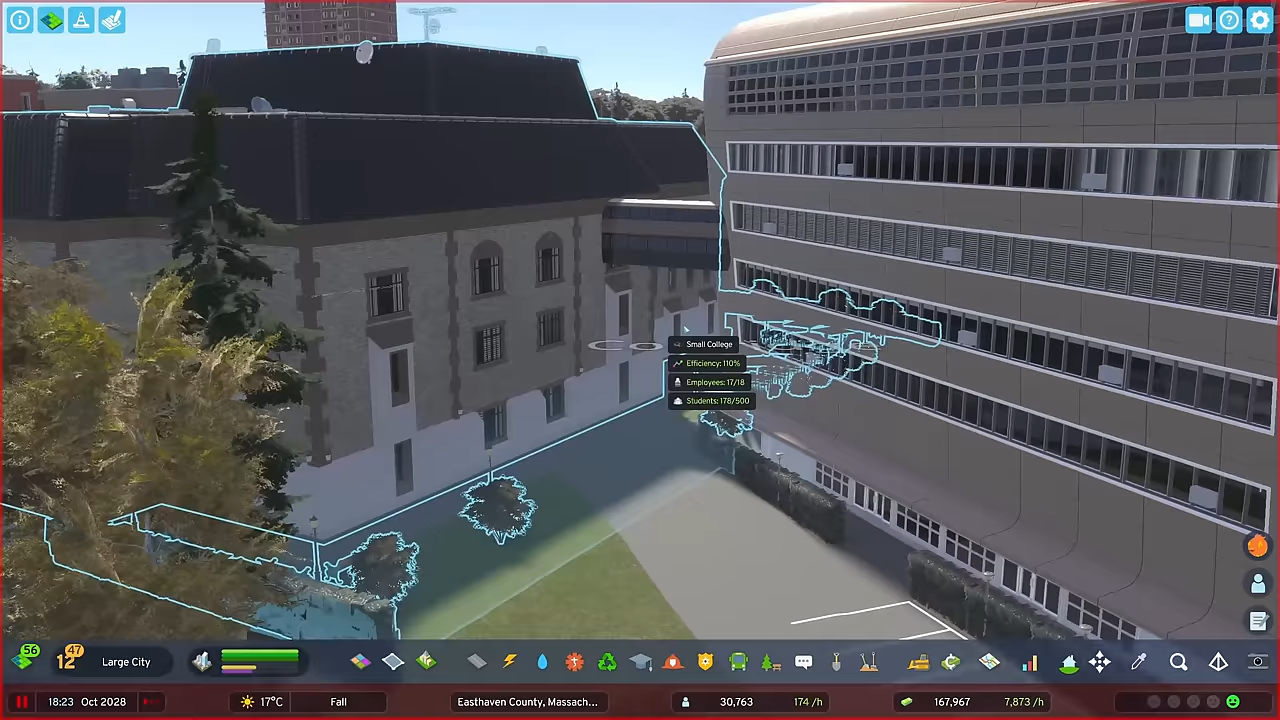 Co
Small College
Efficiency: 110%
Employees: 17/18
Students: 178/500
56
12
47
Large City
18:23 Oct 2028
17°C
Fall
Easthaven County, Massach...
30,763
174 /h
167,967
7,873 /h